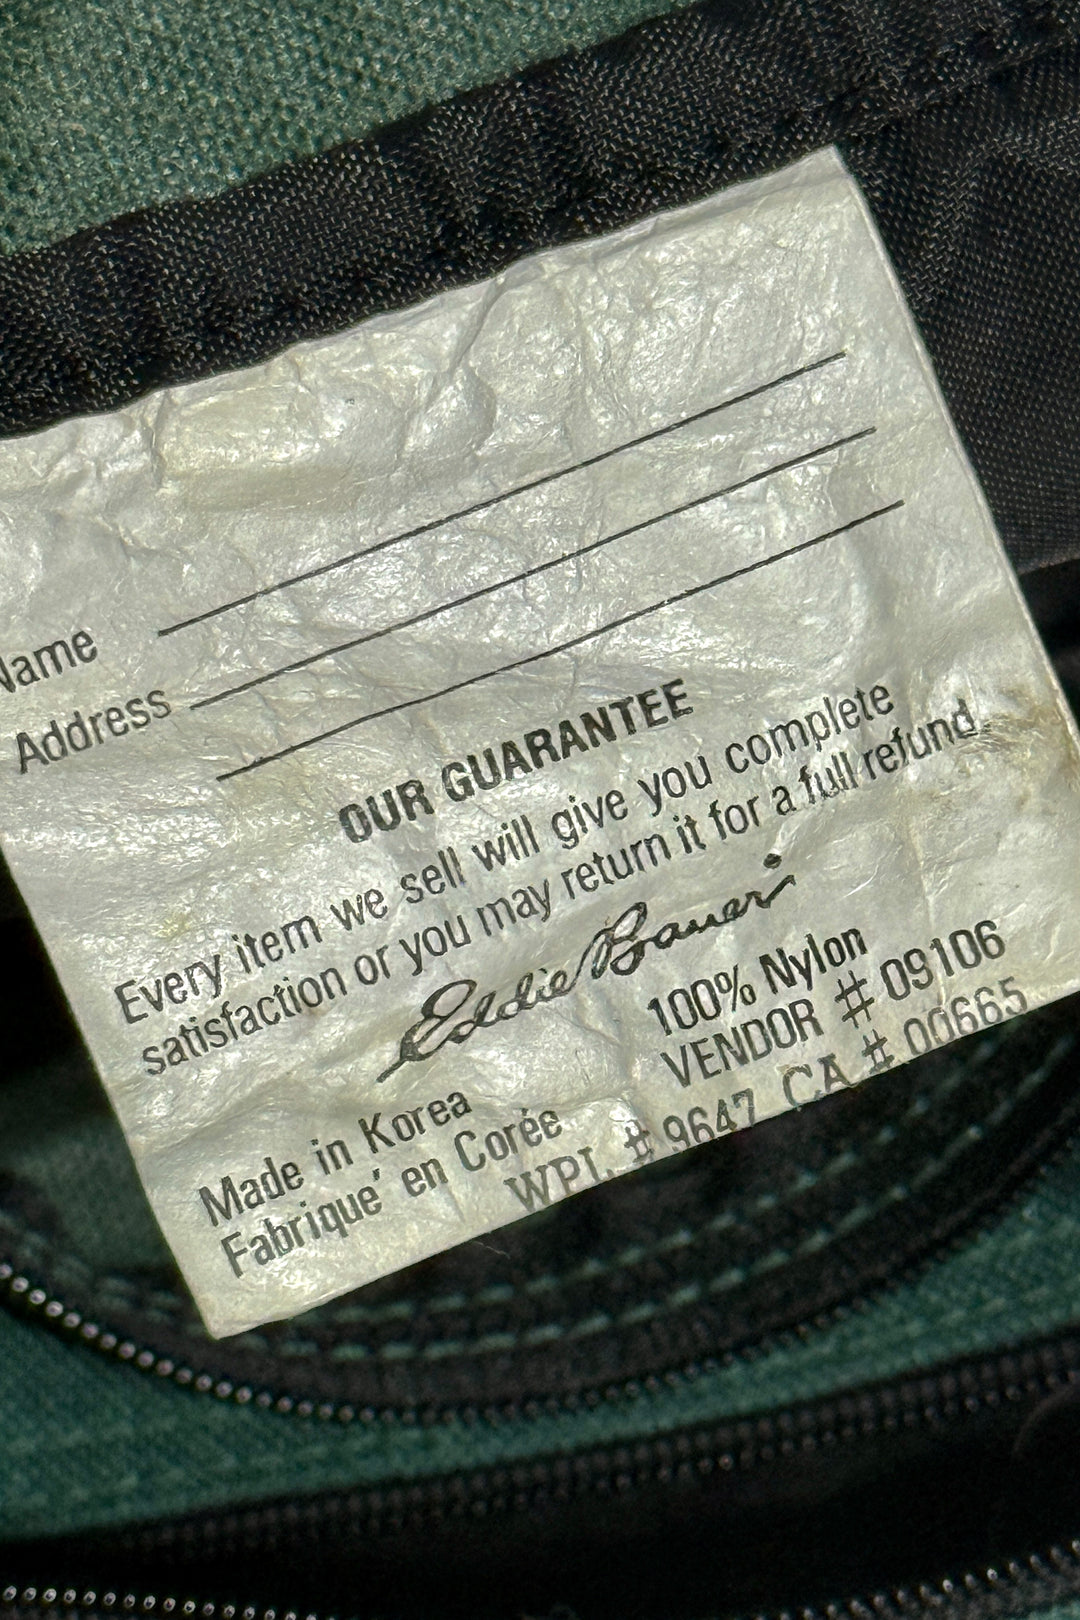 Name
Address
OUR GUARANTEE
Every item we sell will give you complete
satisfaction or you may return it for a full refund.
Eddie Bauer
100% Nylon
VENDOR # 09106
Made in Korea
Fabrique' en Corée
WPL # 9647 CA # 00665